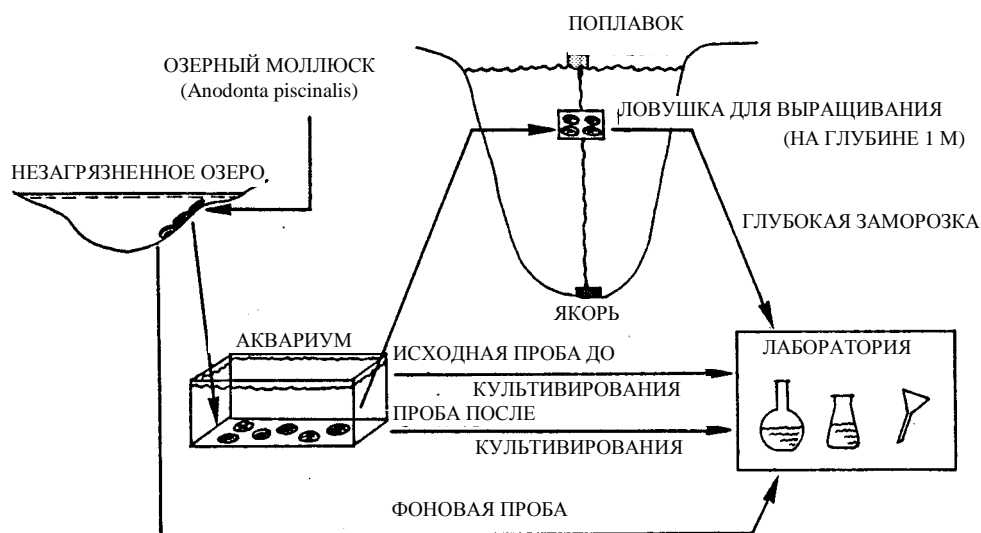 ПОПЛАВОК
ОЗЕРНЫЙ МОЛЛЮСК
(Anodonta piscinalis)
ЛОВУШКА ДЛЯ ВЫРАЩИВАНИЯ
(НА ГЛУБИНЕ 1 М)
НЕЗАГРЯЗНЕННОЕ ОЗЕРО
ГЛУБОКАЯ ЗАМОРОЗКА
ЯКОРЬ
АКВАРИУМ
ИСХОДНАЯ ПРОБА ДО
КУЛЬТИВИРОВАНИЯ
ЛАБОРАТОРИЯ
ПРОБА ПОСЛЕ
КУЛЬТИВИРОВАНИЯ
ФОНОВАЯ ПРОБА